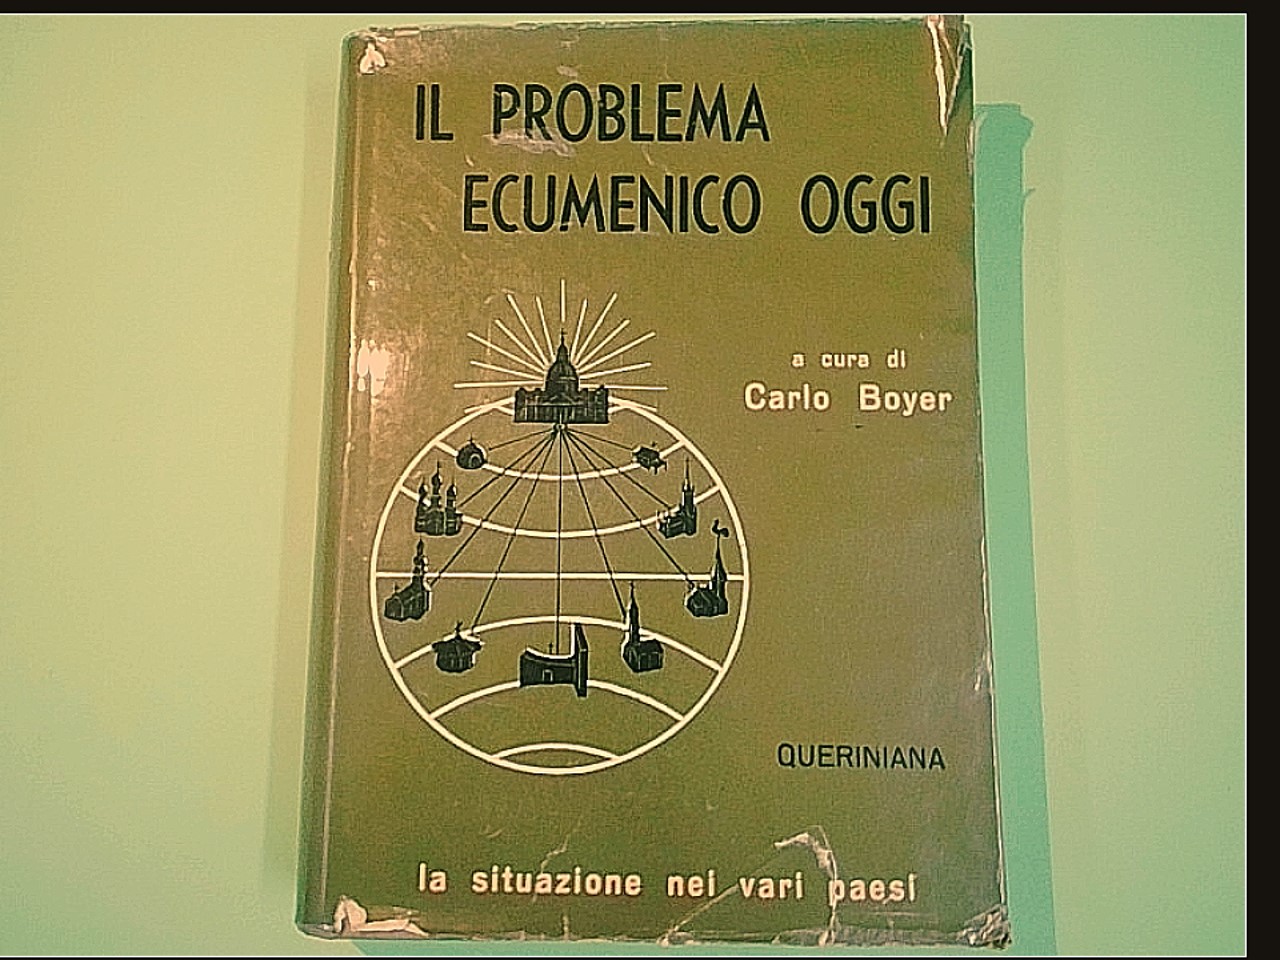 IL PROBLEMA
ECUMENICO OGGI
a cura di
Carlo Boyer
QUERINIANA
la situazione nei vari paesi